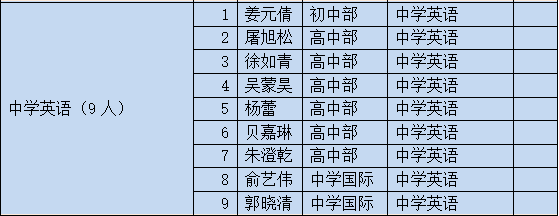 中学英语（9人）
1 姜元倩 初中部 中学英语
2 屠旭松 高中部 中学英语
3 徐如青 高中部 中学英语
4 吴蒙昊 高中部 中学英语
5 杨蕾 高中部 中学英语
6 贝嘉琳 高中部 中学英语
7 朱澄乾 高中部 中学英语
8 俞艺伟 中学国际 中学英语
9 郭晓清 中学国际 中学英语